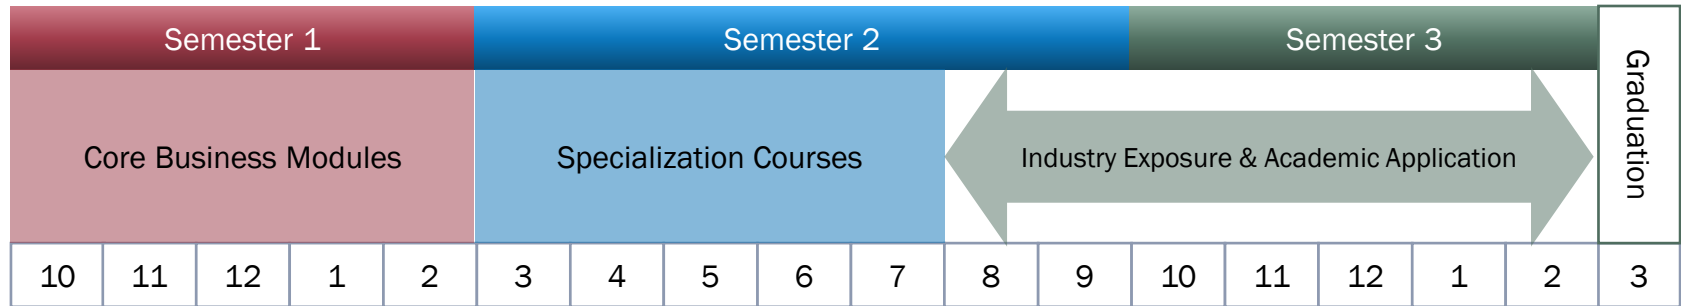 Semester 1
Semester 2
Semester 3
Graduation
Core Business Modules
Specialization Courses
Industry Exposure & Academic Application
10 11 12 1 2 3 4 5 6 7 8 9 10 11 12 1 2 3